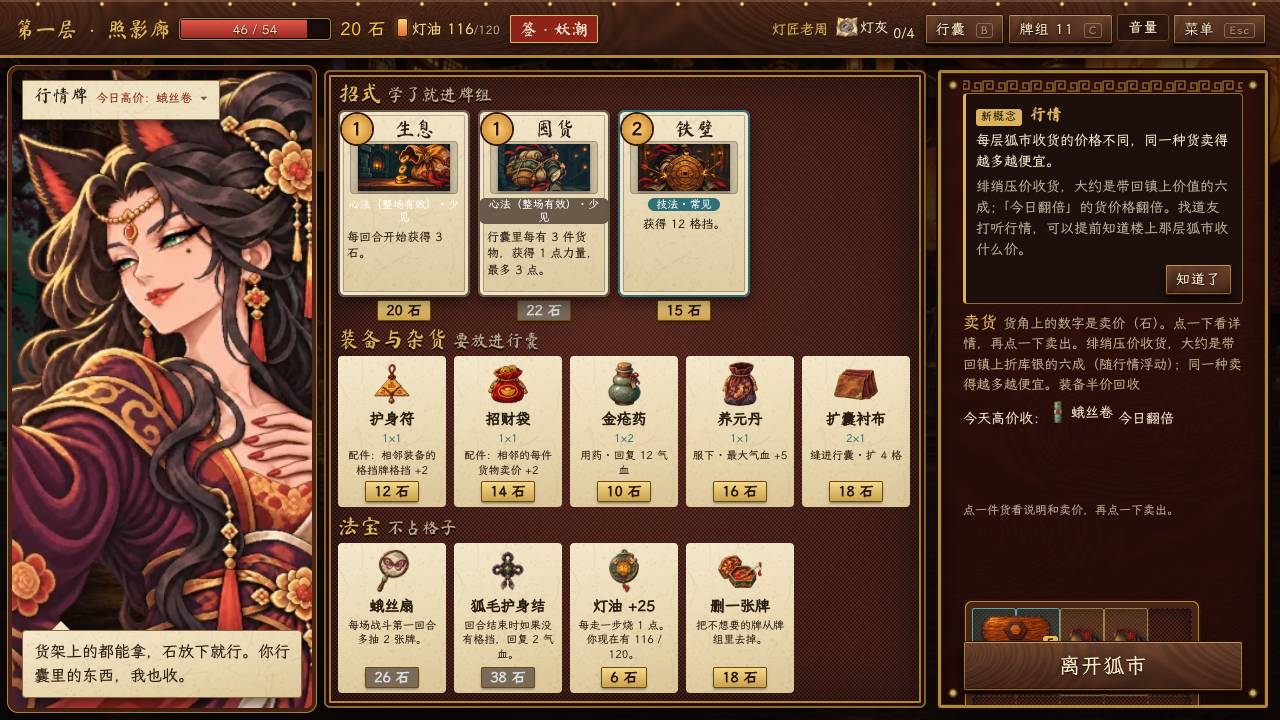 第一层 · 照影廊
46 / 54
20 石
灯油 116/120
签 · 妖潮
灯匠老周
灯灰 0/4
行囊 B
牌组 11 C
音量
菜单 Esc
行情牌 今日高价：蛾丝卷
货架上的都能拿，石放下就行。你行
囊里的东西，我也收。
招式 学了就进牌组
1 生息
心法（整场有效）·少
见
每回合开始获得 3
石。
20 石
1 囤货
心法（整场有效）·少
见
行囊里每有 3 件货
物，获得 1 点力量，
最多 3 点。
22 石
2 铁壁
技法·常见
获得 12 格挡。
15 石
装备与杂货 要放进行囊
护身符
1×1
配件：相邻装备的
格挡牌格挡 +2
12 石
招财袋
1×1
配件：相邻的每件
货物卖价 +2
14 石
金疮药
1×2
用药·回复 12 气
血
10 石
养元丹
1×1
服下·最大气血 +5
16 石
扩囊衬布
2×1
缝进行囊·扩 4 格
18 石
法宝 不占格子
蛾丝扇
每场战斗第一回合
多抽 2 张牌。
26 石
狐毛护身结
回合结束时如果没
有格挡，回复 2 气
血。
38 石
灯油 +25
每走一步烧 1 点。
你现在有 116 /
120。
6 石
删一张牌
把不想要的牌从牌
组里去掉。
18 石
新概念 行情
每层狐市收货的价格不同，同一种货卖得
越多越便宜。
绯绡压价收货，大约是带回镇上价值的六
成；「今日翻倍」的货价格翻倍。找道友
打听行情，可以提前知道楼上那层狐市收
什么价。
知道了
卖货 货角上的数字是卖价（石）。点一下看详
情，再点一下卖出。绯绡压价收货，大约是带
回镇上折库银的六成（随行情浮动）；同一种卖
得越多越便宜。装备半价回收
今天高价收： 蛾丝卷 今日翻倍
点一件货看说明和卖价，再点一下卖出。
离开狐市